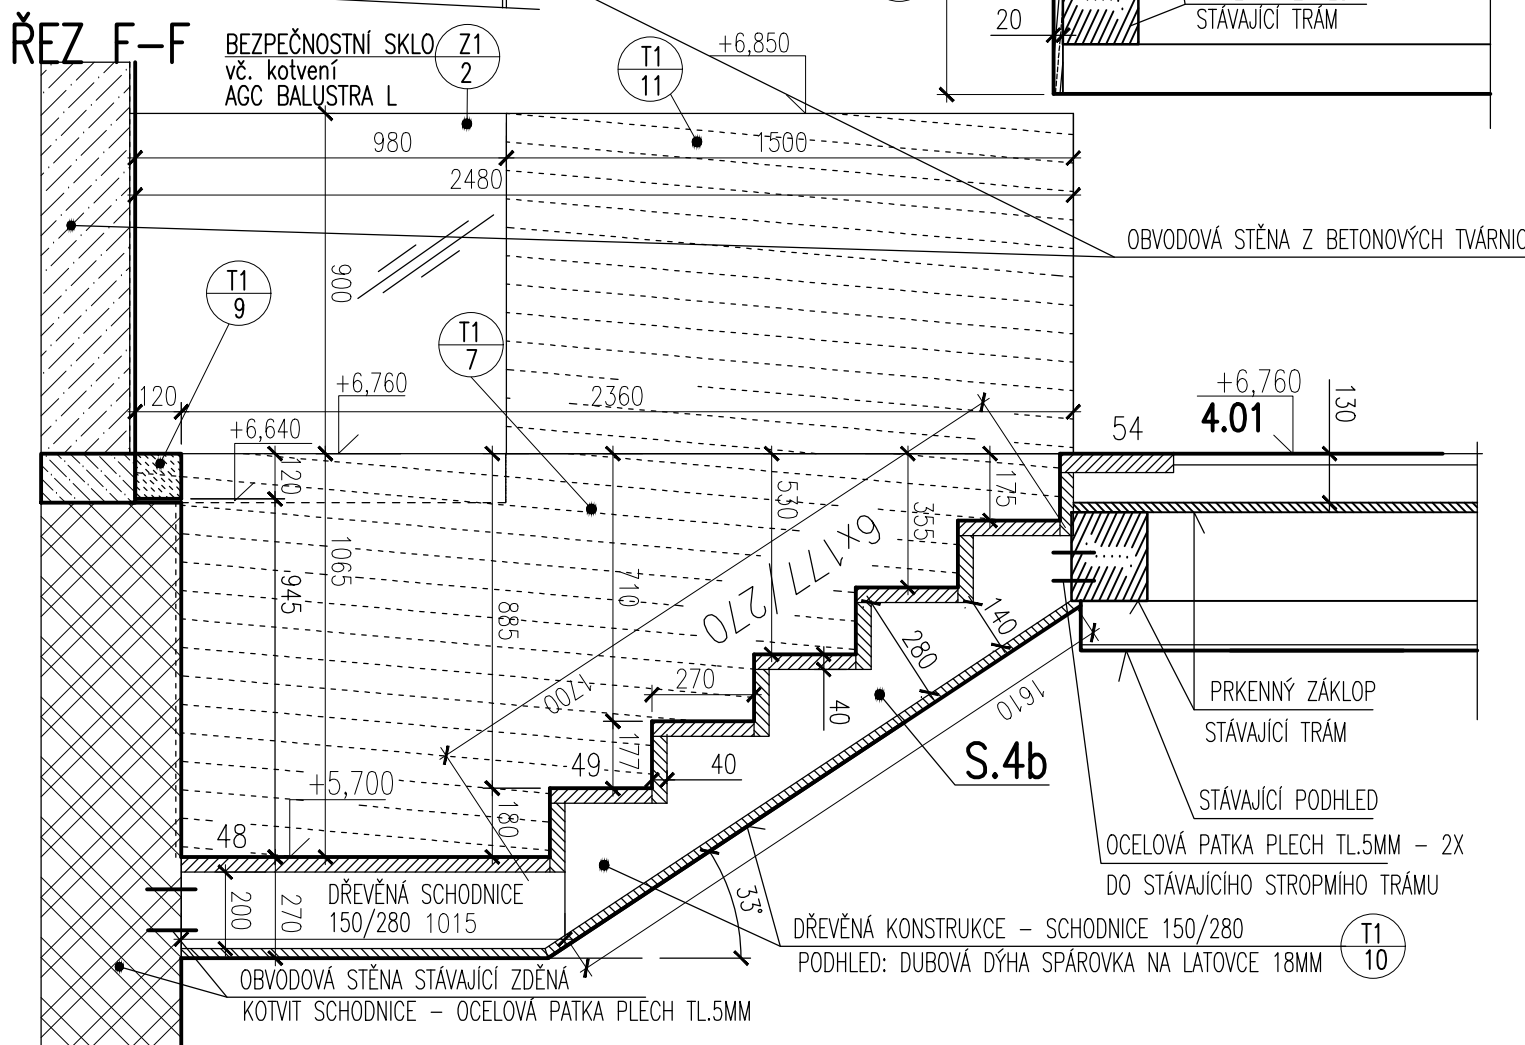 ŘEZ F-F
BEZPEČNOSTNÍ SKLO
vč. kotvení
AGC BALUSTRA L
Z1
2
T1
11
+6,850
20
STÁVAJÍCÍ TRÁM
980
1500
2480
OBVODOVÁ STĚNA Z BETONOVÝCH TVÁRNIC
900
T1
9
T1
7
120
+6,760
2360
+6,640
+6,760
4.01
130
54
120
945
1065
885
710
530
355
175
6x177/270
1700
270
177
49
40
40
280
140
1610
S.4b
PRKENNÝ ZÁKLOP
STÁVAJÍCÍ TRÁM
STÁVAJÍCÍ PODHLED
OCELOVÁ PATKA PLECH TL.5MM - 2X
DO STÁVAJÍCÍHO STROPMÍHO TRÁMU
+5,700
48
180
200
270
DŘEVĚNÁ SCHODNICE
150/280 1015
33°
DŘEVĚNÁ KONSTRUKCE - SCHODNICE 150/280
PODHLED: DUBOVÁ DÝHA SPÁROVKA NA LATOVCE 18MM
T1
10
OBVODOVÁ STĚNA STÁVAJÍCÍ ZDĚNÁ
KOTVIT SCHODNICE - OCELOVÁ PATKA PLECH TL.5MM